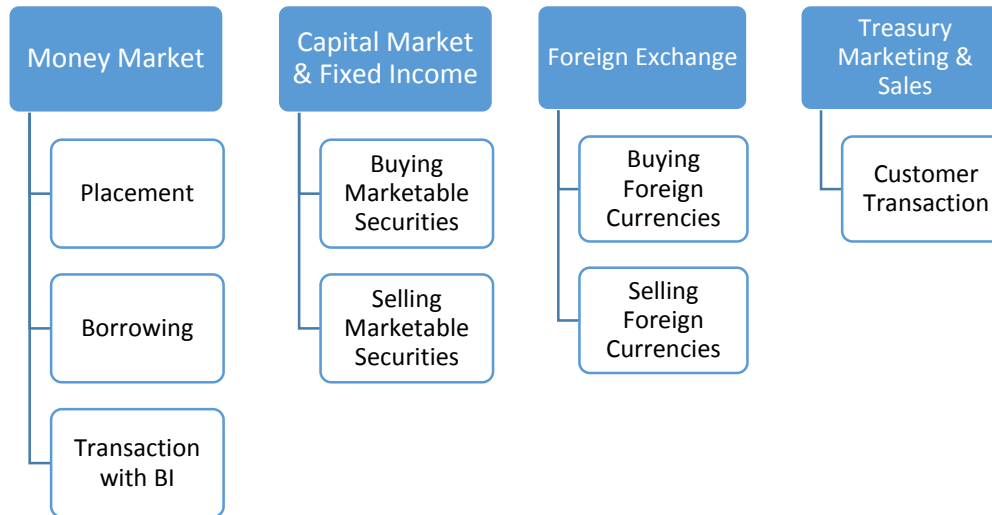 Money Market
Placement
Borrowing
Transaction
with BI
Capital Market
& Fixed Income
Buying
Marketable
Securities
Selling
Marketable
Securities
Foreign Exchange
Buying
Foreign
Currencies
Selling
Foreign
Currencies
Treasury
Marketing &
Sales
Customer
Transaction